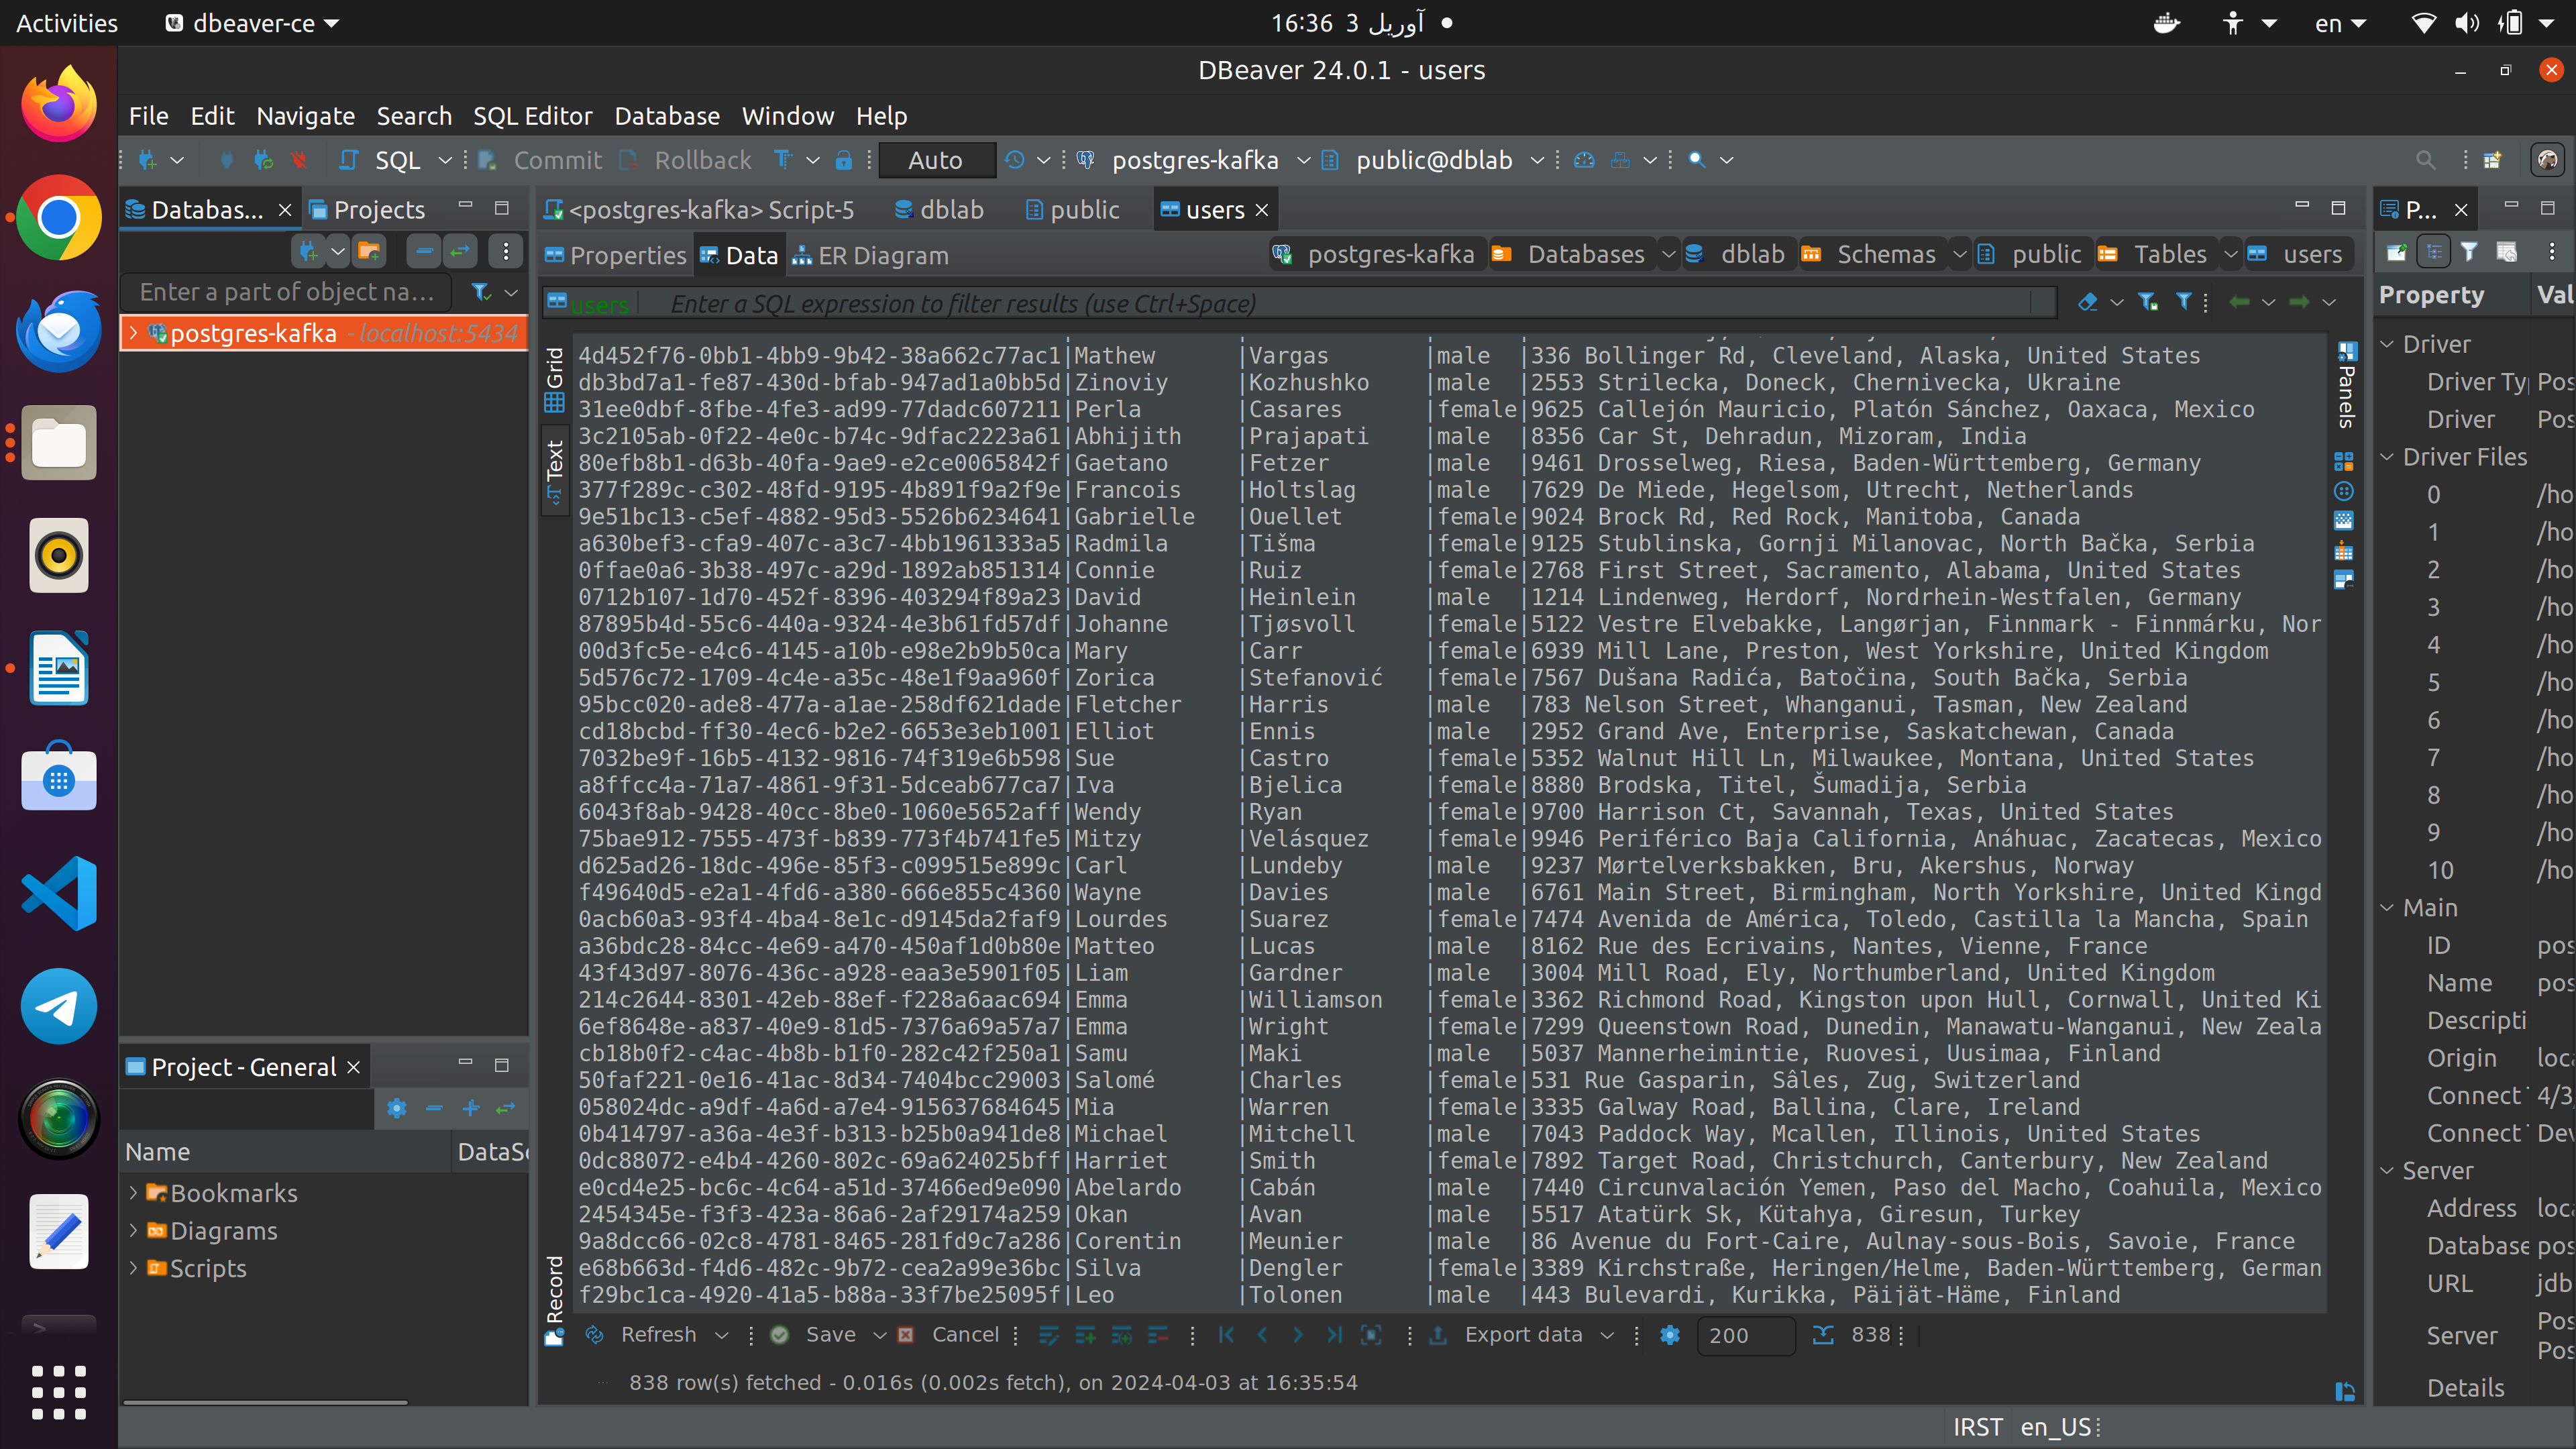 Activities dbeaver-ce 16:36 3 آوریل en
DBeaver 24.0.1 - users
File Edit Navigate Search SQL Editor Database Window Help
SQL Commit Rollback Auto postgres-kafka public@dblab
Databas... Projects <postgres-kafka> Script-5 dblab public users P...
Properties Data ER Diagram postgres-kafka Databases dblab Schemas public Tables users
Enter a part of object na... users Enter a SQL expression to filter results (use Ctrl+Space) Property Val
postgres-kafka - localhost:5434
Grid
Text
Record
Panels
4d452f76-0bb1-4bb9-9b42-38a662c77ac1|Mathew |Vargas |male |336 Bollinger Rd, Cleveland, Alaska, United States
db3bd7a1-fe87-430d-bfab-947ad1a0bb5d|Zinoviy |Kozhushko |male |2553 Strilecka, Doneck, Chernivecka, Ukraine
31ee0dbf-8fbe-4fe3-ad99-77dadc607211|Perla |Casares |female|9625 Callejón Mauricio, Platón Sánchez, Oaxaca, Mexico
3c2105ab-0f22-4e0c-b74c-9dfac2223a61|Abhijith |Prajapati |male |8356 Car St, Dehradun, Mizoram, India
80efb8b1-d63b-40fa-9ae9-e2ce0065842f|Gaetano |Fetzer |male |9461 Drosselweg, Riesa, Baden-Württemberg, Germany
377f289c-c302-48fd-9195-4b891f9a2f9e|Francois |Holtslag |male |7629 De Miede, Hegelsom, Utrecht, Netherlands
9e51bc13-c5ef-4882-95d3-5526b6234641|Gabrielle |Ouellet |female|9024 Brock Rd, Red Rock, Manitoba, Canada
a630bef3-cfa9-407c-a3c7-4bb1961333a5|Radmila |Tišma |female|9125 Stublinska, Gornji Milanovac, North Bačka, Serbia
0ffae0a6-3b38-497c-a29d-1892ab851314|Connie |Ruiz |female|2768 First Street, Sacramento, Alabama, United States
0712b107-1d70-452f-8396-403294f89a23|David |Heinlein |male |1214 Lindenweg, Herdorf, Nordrhein-Westfalen, Germany
87895b4d-55c6-440a-9324-4e3b61fd57df|Johanne |Tjøsvoll |female|5122 Vestre Elvebakke, Langørjan, Finnmark - Finnmárku, Nor
00d3fc5e-e4c6-4145-a10b-e98e2b9b50ca|Mary |Carr |female|6939 Mill Lane, Preston, West Yorkshire, United Kingdom
5d576c72-1709-4c4e-a35c-48e1f9aa960f|Zorica |Stefanović |female|7567 Dušana Radića, Batočina, South Bačka, Serbia
95bcc020-ade8-477a-a1ae-258df621dade|Fletcher |Harris |male |783 Nelson Street, Whanganui, Tasman, New Zealand
cd18bcbd-ff30-4ec6-b2e2-6653e3eb1001|Elliot |Ennis |male |2952 Grand Ave, Enterprise, Saskatchewan, Canada
7032be9f-16b5-4132-9816-74f319e6b598|Sue |Castro |female|5352 Walnut Hill Ln, Milwaukee, Montana, United States
a8ffcc4a-71a7-4861-9f31-5dceab677ca7|Iva |Bjelica |female|8880 Brodska, Titel, Šumadija, Serbia
6043f8ab-9428-40cc-8be0-1060e5652aff|Wendy |Ryan |female|9700 Harrison Ct, Savannah, Texas, United States
75bae912-7555-473f-b839-773f4b741fe5|Mitzy |Velásquez |female|9946 Periférico Baja California, Anáhuac, Zacatecas, Mexico
d625ad26-18dc-496e-85f3-c099515e899c|Carl |Lundeby |male |9237 Mørtelverksbakken, Bru, Akershus, Norway
f49640d5-e2a1-4fd6-a380-666e855c4360|Wayne |Davies |male |6761 Main Street, Birmingham, North Yorkshire, United Kingd
0acb60a3-93f4-4ba4-8e1c-d9145da2faf9|Lourdes |Suarez |female|7474 Avenida de América, Toledo, Castilla la Mancha, Spain
a36bdc28-84cc-4e69-a470-450af1d0b80e|Matteo |Lucas |male |8162 Rue des Ecrivains, Nantes, Vienne, France
43f43d97-8076-436c-a928-eaa3e5901f05|Liam |Gardner |male |3004 Mill Road, Ely, Northumberland, United Kingdom
214c2644-8301-42eb-88ef-f228a6aac694|Emma |Williamson |female|3362 Richmond Road, Kingston upon Hull, Cornwall, United Ki
6ef8648e-a837-40e9-81d5-7376a69a57a7|Emma |Wright |female|7299 Queenstown Road, Dunedin, Manawatu-Wanganui, New Zeala
cb18b0f2-c4ac-4b8b-b1f0-282c42f250a1|Samu |Maki |male |5037 Mannerheimintie, Ruovesi, Uusimaa, Finland
50faf221-0e16-41ac-8d34-7404bcc29003|Salomé |Charles |female|531 Rue Gasparin, Sâles, Zug, Switzerland
058024dc-a9df-4a6d-a7e4-915637684645|Mia |Warren |female|3335 Galway Road, Ballina, Clare, Ireland
0b414797-a36a-4e3f-b313-b25b0a941de8|Michael |Mitchell |male |7043 Paddock Way, Mcallen, Illinois, United States
0dc88072-e4b4-4260-802c-69a624025bff|Harriet |Smith |female|7892 Target Road, Christchurch, Canterbury, New Zealand
e0cd4e25-bc6c-4c64-a51d-37466ed9e090|Abelardo |Cabán |male |7440 Circunvalación Yemen, Paso del Macho, Coahuila, Mexico
2454345e-f3f3-423a-86a6-2af29174a259|Okan |Avan |male |5517 Atatürk Sk, Kütahya, Giresun, Turkey
9a8dcc66-02c8-4781-8465-281fd9c7a286|Corentin |Meunier |male |86 Avenue du Fort-Caire, Aulnay-sous-Bois, Savoie, France
e68b663d-f4d6-482c-9b72-cea2a99e36bc|Silva |Dengler |female|3389 Kirchstraße, Heringen/Helme, Baden-Württemberg, German
f29bc1ca-4920-41a5-b88a-33f7be25095f|Leo |Tolonen |male |443 Bulevardi, Kurikka, Päijät-Häme, Finland
Refresh Save Cancel Export data 200 838
838 row(s) fetched - 0.016s (0.002s fetch), on 2024-04-03 at 16:35:54
Project - General
Name DataSc
Bookmarks
Diagrams
Scripts
Driver
Driver Typ Pos
Driver Pos
Driver Files
0 /ho
1 /ho
2 /ho
3 /ho
4 /ho
5 /ho
6 /ho
7 /ho
8 /ho
9 /ho
10 /ho
Main
ID pos
Name pos
Descripti
Origin loca
Connect 4/3
Connect Dev
Server
Address loca
Database pos
URL jdb
Server Pos
Pos
Details
IRST en_US